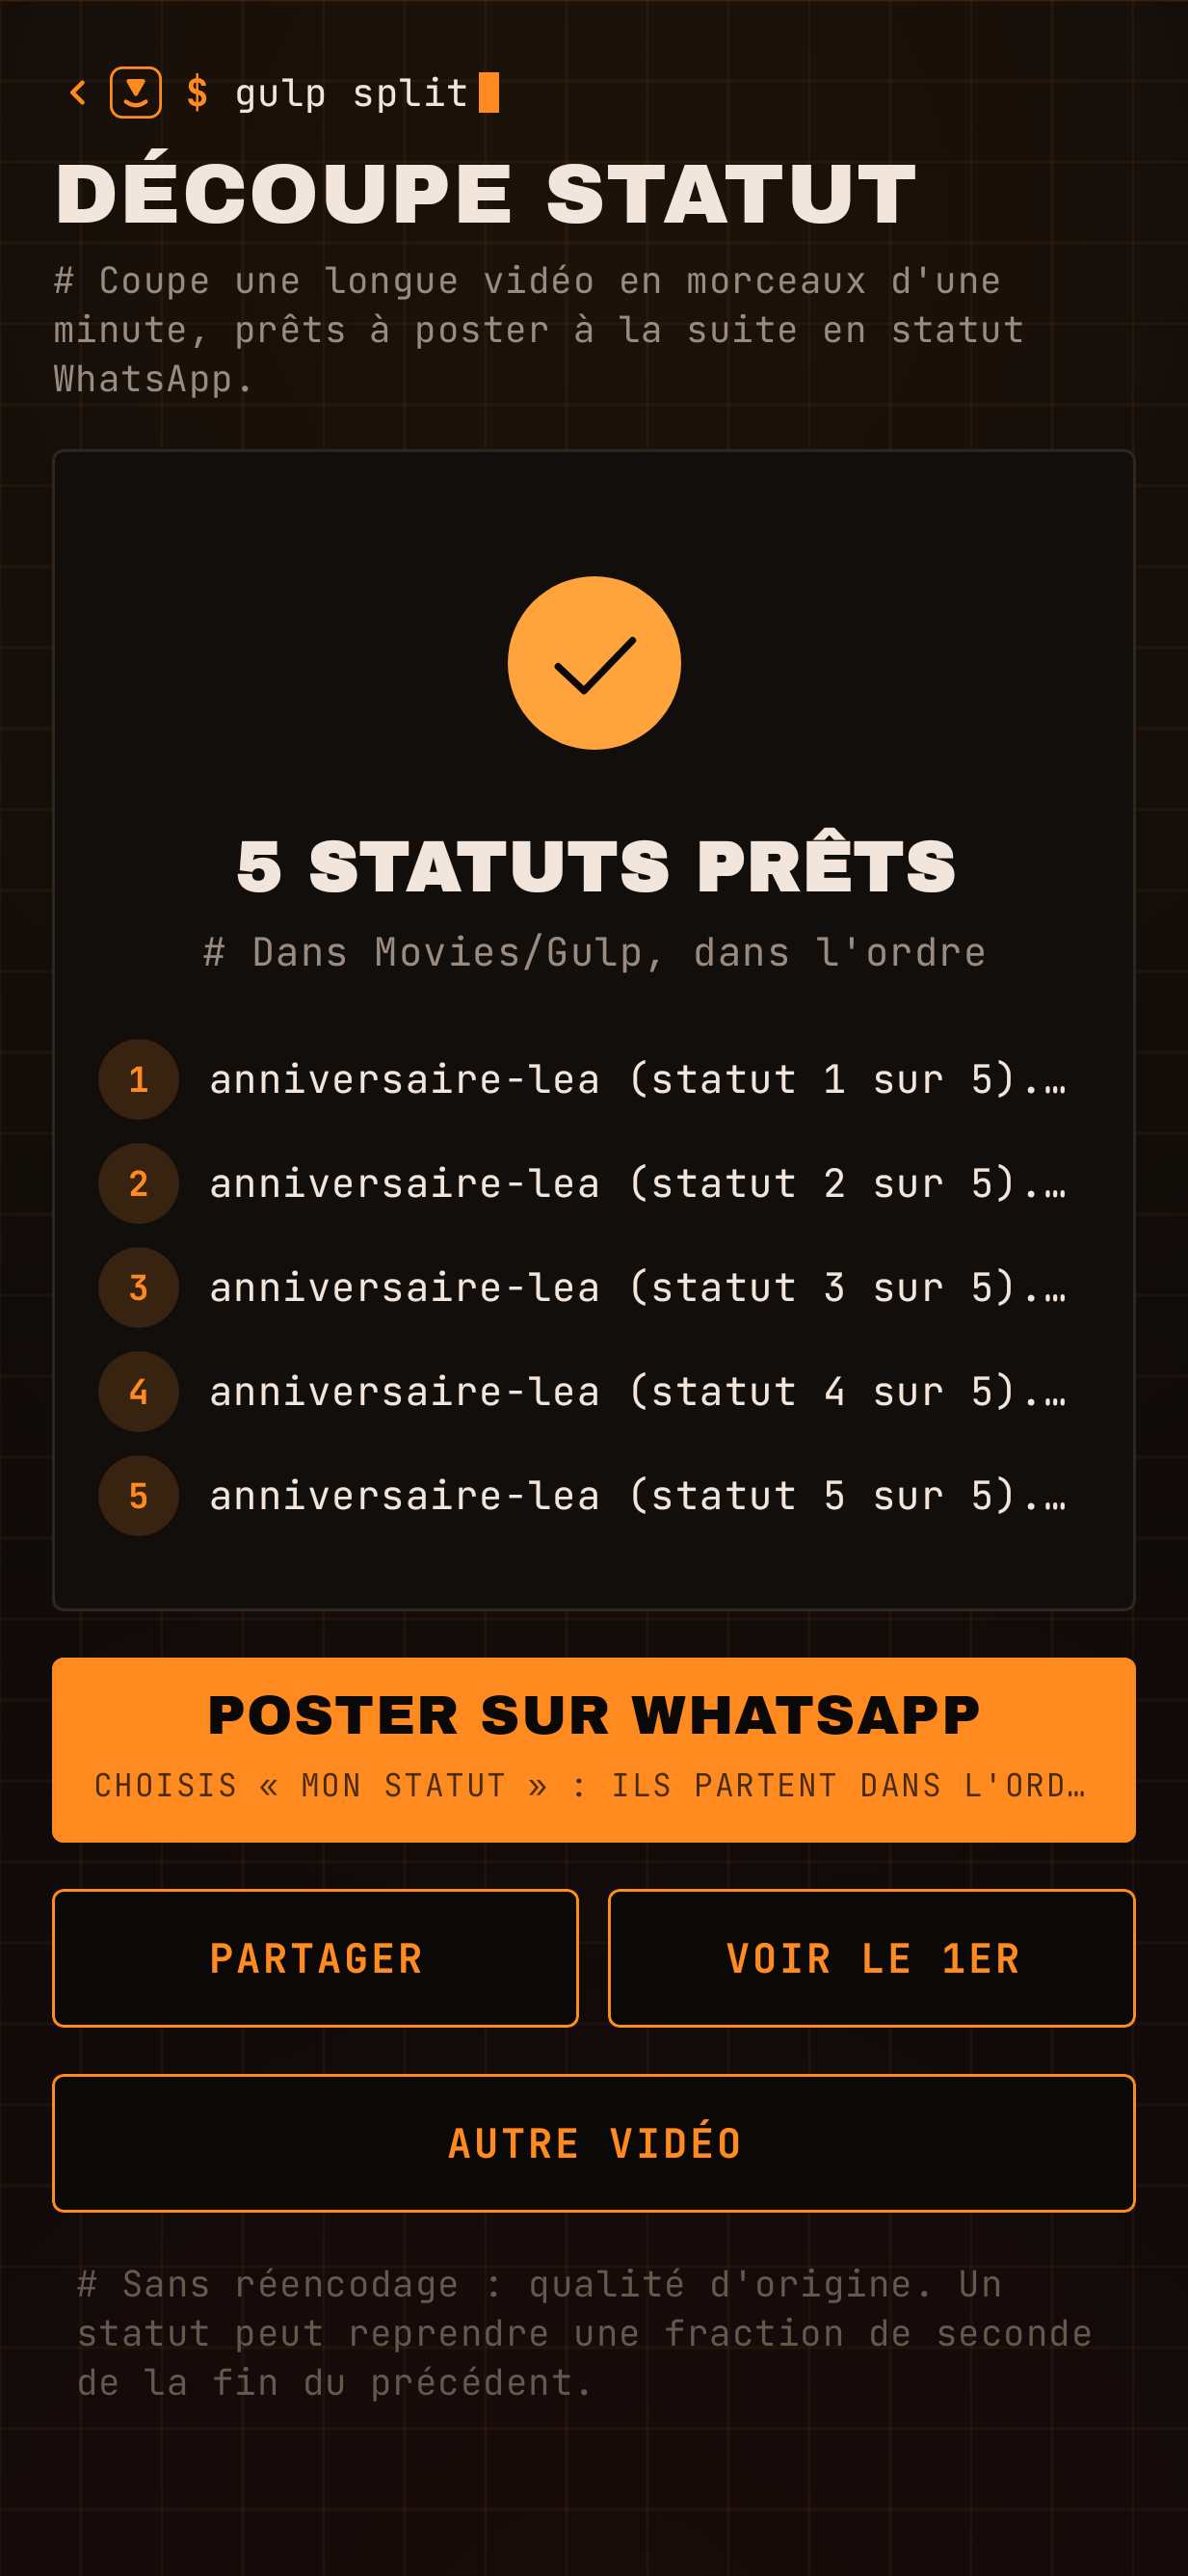 $ gulp split
DÉCOUPE STATUT
# Coupe une longue vidéo en morceaux d'une
minute, prêts à poster à la suite en statut
WhatsApp.
5 STATUTS PRÊTS
# Dans Movies/Gulp, dans l'ordre
1 anniversaire-lea (statut 1 sur 5).…
2 anniversaire-lea (statut 2 sur 5).…
3 anniversaire-lea (statut 3 sur 5).…
4 anniversaire-lea (statut 4 sur 5).…
5 anniversaire-lea (statut 5 sur 5).…
POSTER SUR WHATSAPP
CHOISIS « MON STATUT » : ILS PARTENT DANS L'ORD…
PARTAGER
VOIR LE 1ER
AUTRE VIDÉO
# Sans réencodage : qualité d'origine. Un
statut peut reprendre une fraction de seconde
de la fin du précédent.